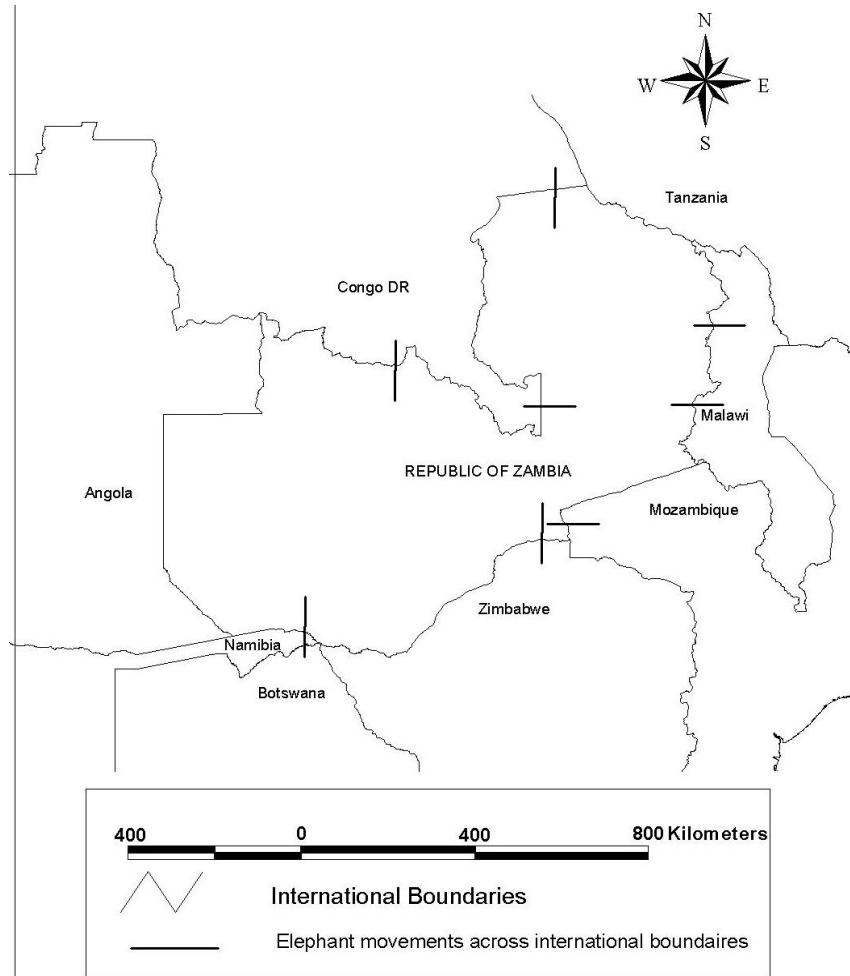 N
W E
S
Tanzania
Congo DR
Malawi
REPUBLIC OF ZAMBIA
Angola
Mozambique
Zimbabwe
Namibia
Botswana
400 0 400 800 Kilometers
International Boundaries
Elephant movements across international boundaires